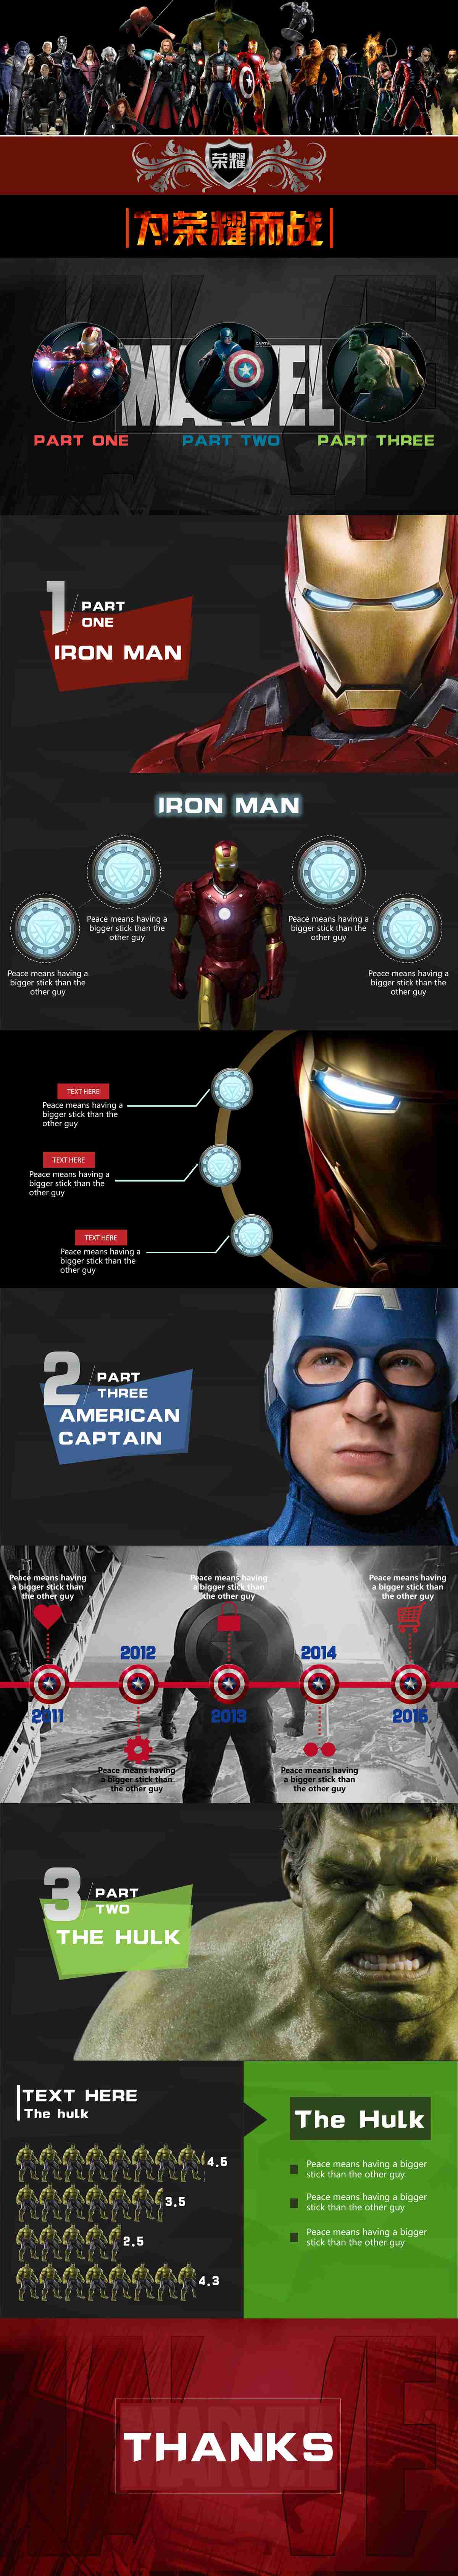 荣耀
为荣耀而战
MARVEL
PART ONE
PART TWO
PART THREE
1
PART
ONE
IRON MAN
IRON MAN
Peace means having a
bigger stick than the
other guy
Peace means having a
bigger stick than the
other guy
Peace means having a
bigger stick than the
other guy
Peace means having a
bigger stick than the
other guy
TEXT HERE
Peace means having a
bigger stick than the
other guy
TEXT HERE
Peace means having a
bigger stick than the
other guy
TEXT HERE
Peace means having a
bigger stick than the
other guy
2
PART
THREE
AMERICAN
CAPTAIN
Peace means having
a bigger stick than
the other guy
Peace means having
a bigger stick than
the other guy
Peace means having
a bigger stick than
the other guy
2012
2014
2011
2013
2015
Peace means having
a bigger stick than
the other guy
Peace means having
a bigger stick than
the other guy
3
PART
TWO
THE HULK
TEXT HERE
The hulk
4.5
3.5
2.5
4.3
The Hulk
Peace means having a bigger
stick than the other guy
Peace means having a bigger
stick than the other guy
Peace means having a bigger
stick than the other guy
MARVEL
THANKS